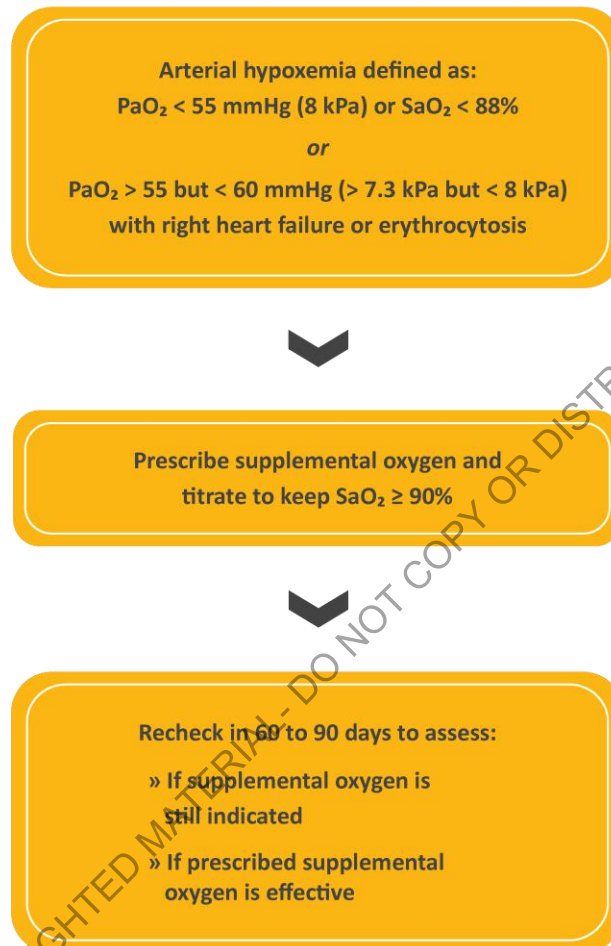 Arterial hypoxemia defined as:
PaO₂ < 55 mmHg (8 kPa) or SaO₂ < 88%
or
PaO₂ > 55 but < 60 mmHg (> 7.3 kPa but < 8 kPa)
with right heart failure or erythrocytosis
Prescribe supplemental oxygen and
titrate to keep SaO₂ ≥ 90%
Recheck in 60 to 90 days to assess:
» If supplemental oxygen is
still indicated
» If prescribed supplemental
oxygen is effective
MATERIAL - DO NOT COPY OR